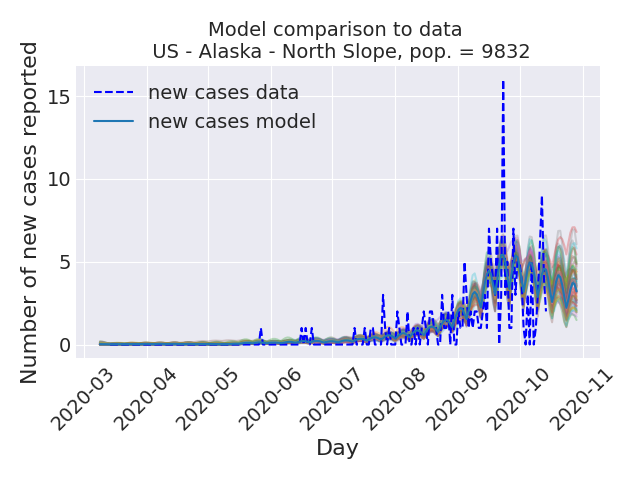 Model comparison to data
US - Alaska - North Slope, pop. = 9832
Number of new cases reported
15
10
5
0
new cases data
new cases model
2020-03
2020-04
2020-05
2020-06
2020-07
2020-08
2020-09
2020-10
2020-11
Day